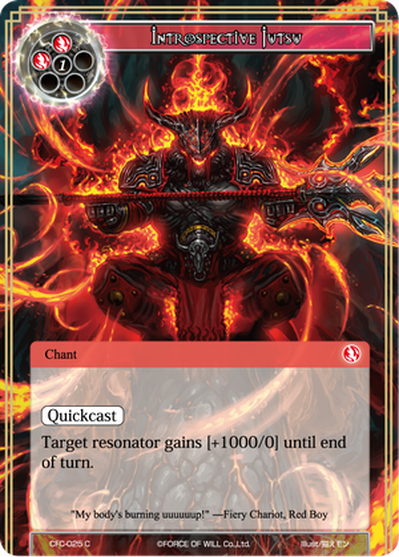 Introspective Jutsu
1
Chant
Quickcast
Target resonator gains [+1000/0] until end
of turn.
"My body's burning uuuuuup!" —Fiery Chariot, Red Boy
CFC-025 C ©FORCE OF WILL Co.,Ltd. Illust/